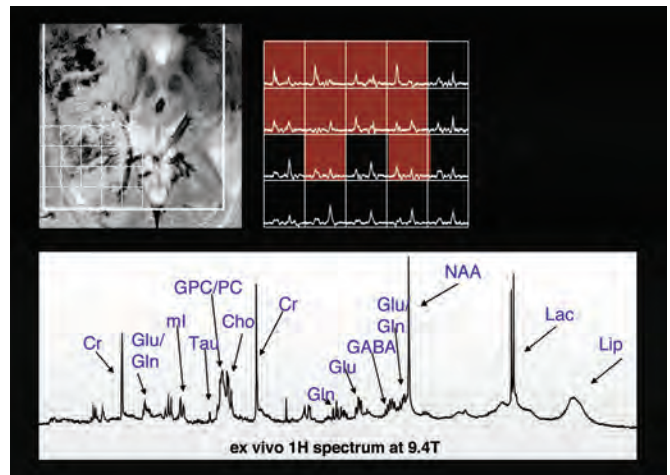 NAA
GPC/PC
Glu/
Gln
Cr
Lac
mI
Cho
Cr
Glu/
Gln
Tau
GABA
Lip
Glu
Gln
ex vivo 1H spectrum at 9.4T